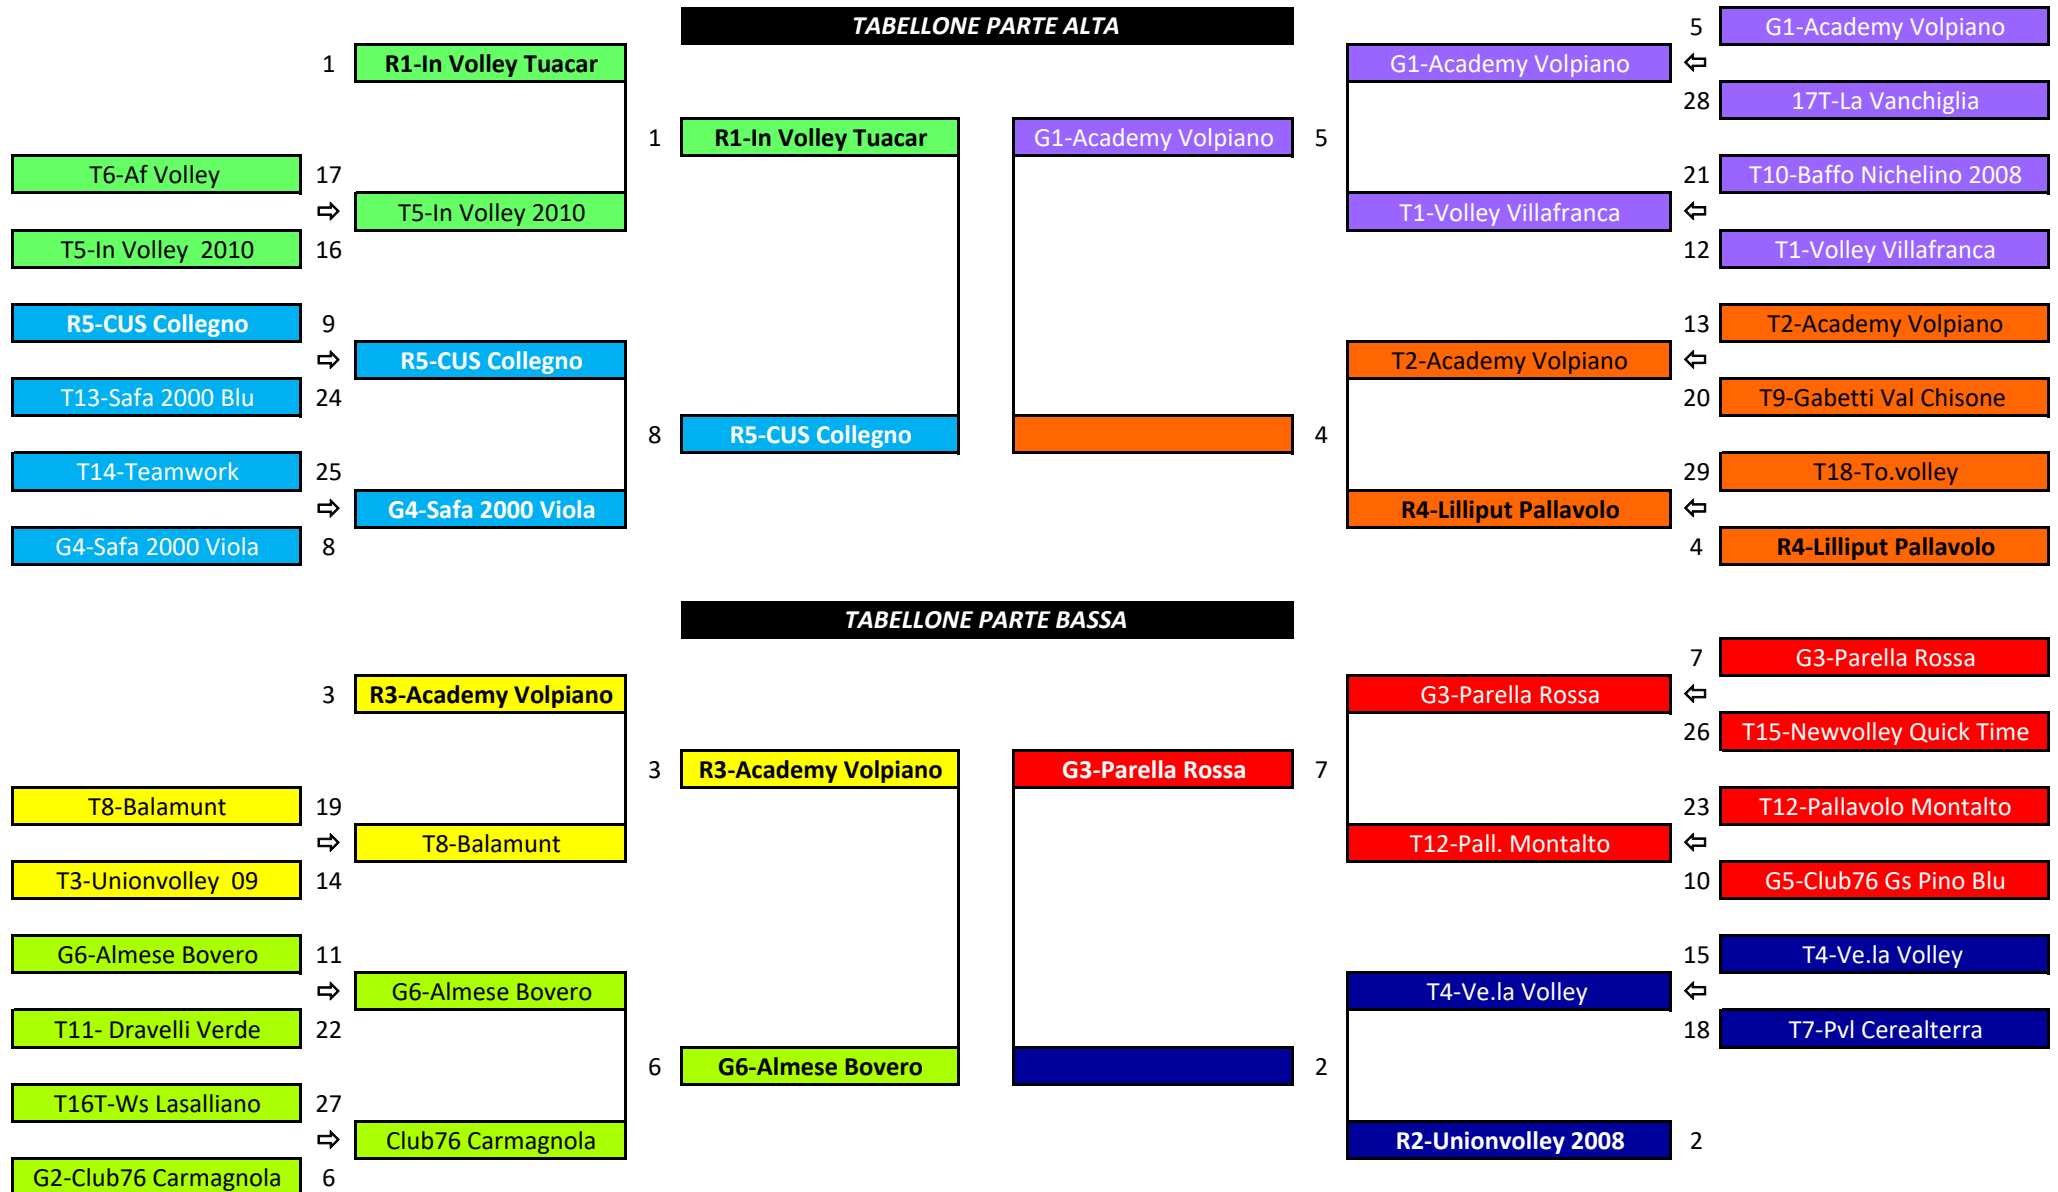 TABELLONE PARTE ALTA
5 G1-Academy Volpiano
1 R1-In Volley Tuacar
G1-Academy Volpiano ⇦
28 17T-La Vanchiglia
1 R1-In Volley Tuacar
G1-Academy Volpiano 5
T6-Af Volley 17
21 T10-Baffo Nichelino 2008
⇨ T5-In Volley 2010
T1-Volley Villafranca ⇦
T5-In Volley  2010 16
12 T1-Volley Villafranca
R5-CUS Collegno 9
13 T2-Academy Volpiano
⇨ R5-CUS Collegno
T2-Academy Volpiano ⇦
T13-Safa 2000 Blu 24
20 T9-Gabetti Val Chisone
8 R5-CUS Collegno
4
T14-Teamwork 25
29 T18-To.volley
⇨ G4-Safa 2000 Viola
R4-Lilliput Pallavolo ⇦
G4-Safa 2000 Viola 8
4 R4-Lilliput Pallavolo
TABELLONE PARTE BASSA
7 G3-Parella Rossa
3 R3-Academy Volpiano
G3-Parella Rossa ⇦
26 T15-Newvolley Quick Time
3 R3-Academy Volpiano
G3-Parella Rossa 7
T8-Balamunt 19
23 T12-Pallavolo Montalto
⇨ T8-Balamunt
T12-Pall. Montalto ⇦
T3-Unionvolley  09 14
10 G5-Club76 Gs Pino Blu
G6-Almese Bovero 11
15 T4-Ve.la Volley
⇨ G6-Almese Bovero
T4-Ve.la Volley ⇦
T11- Dravelli Verde 22
18 T7-Pvl Cerealterra
6 G6-Almese Bovero
2
T16T-Ws Lasalliano 27
⇨ Club76 Carmagnola
R2-Unionvolley 2008 2
G2-Club76 Carmagnola 6